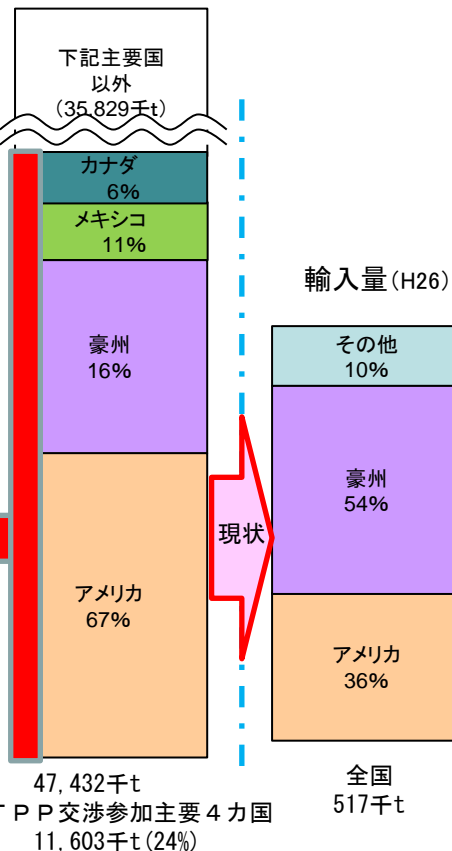 下記主要国
以外
(35,829千t)
カナダ
6%
メキシコ
11%
豪州
16%
アメリカ
67%
47,432千t
TPP交渉参加主要4カ国
11,603千t(24%)
現状
輸入量(H26)
その他
10%
豪州
54%
アメリカ
36%
全国
517千t